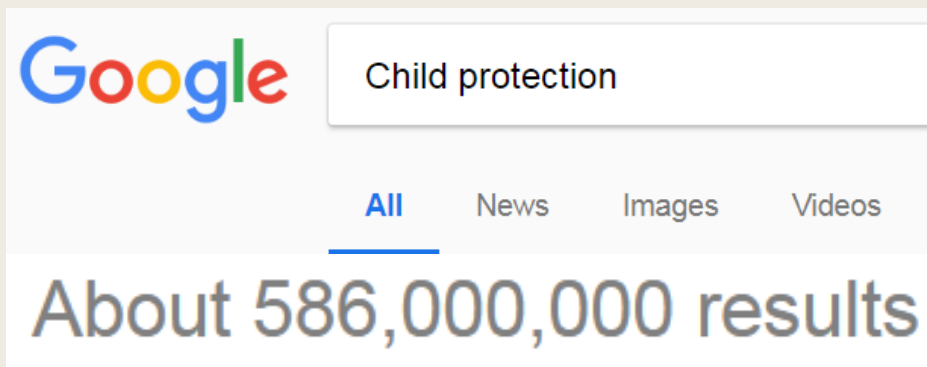 Google Child protection
All News Images Videos
About 586,000,000 results